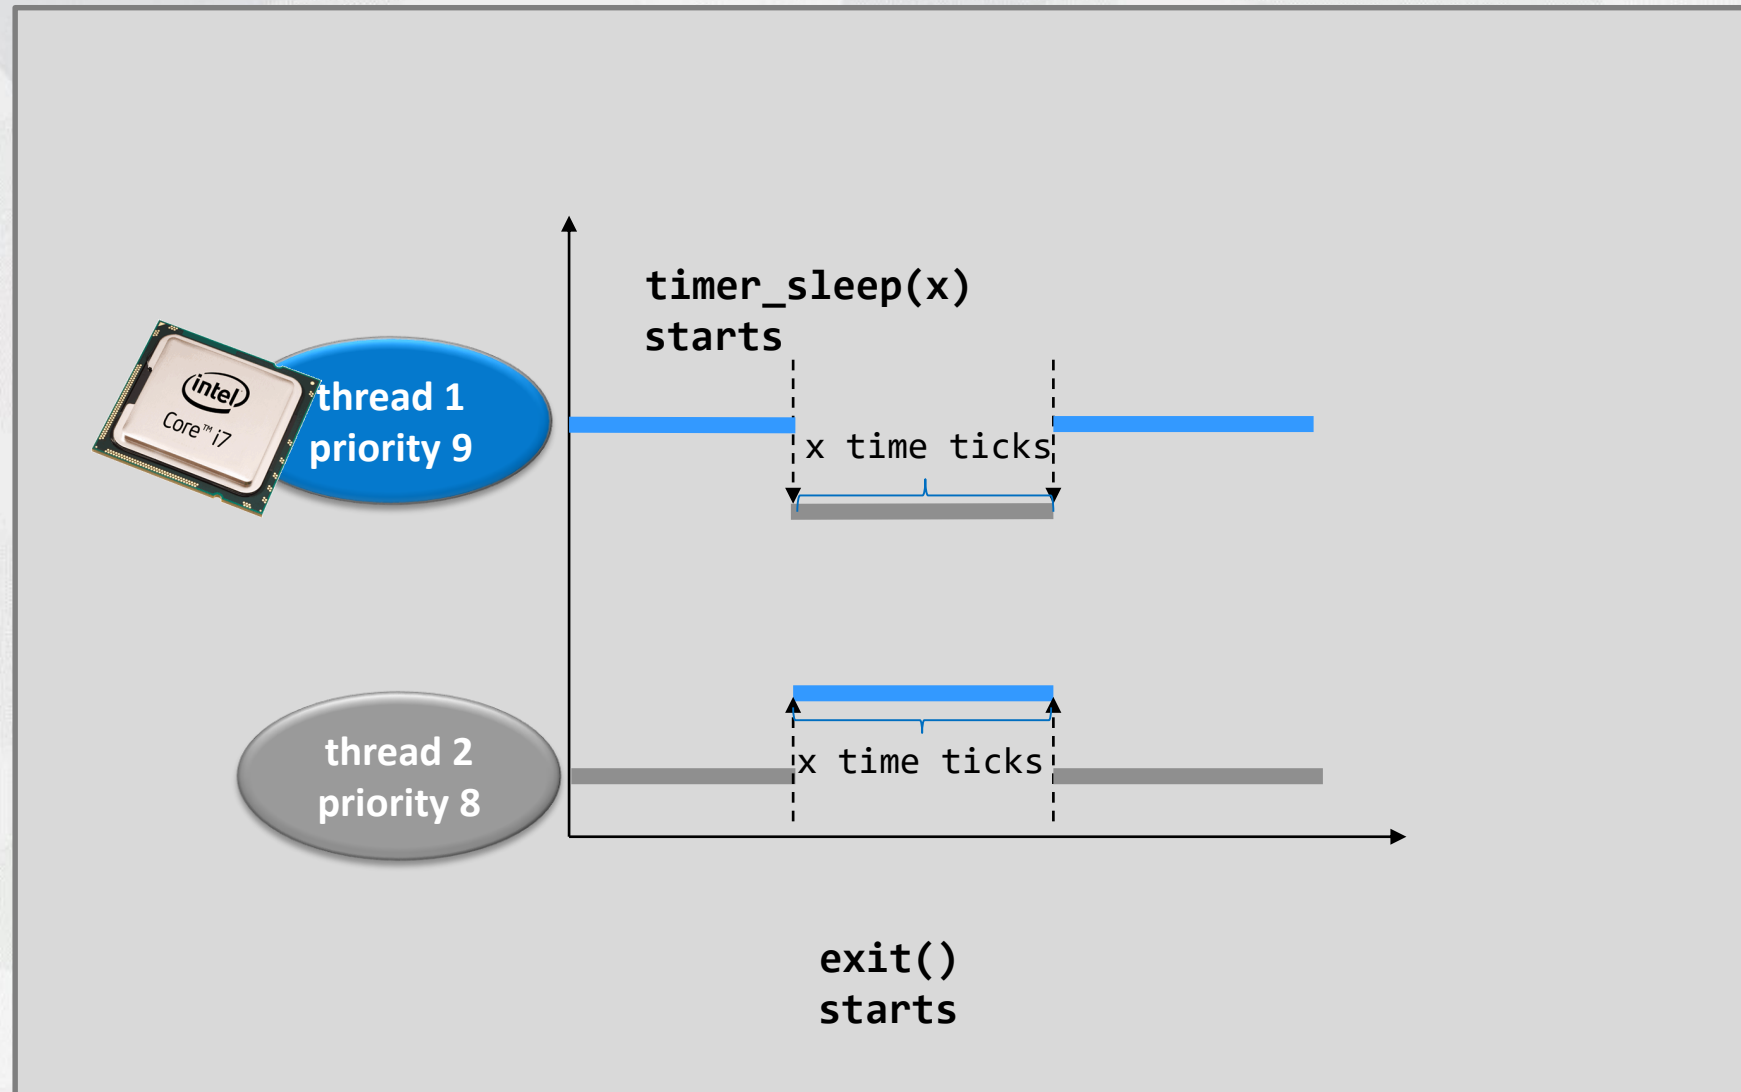 timer_sleep(x)
starts
intel
Core™ i7
thread 1
priority 9
x time ticks
thread 2
priority 8
x time ticks
exit()
starts